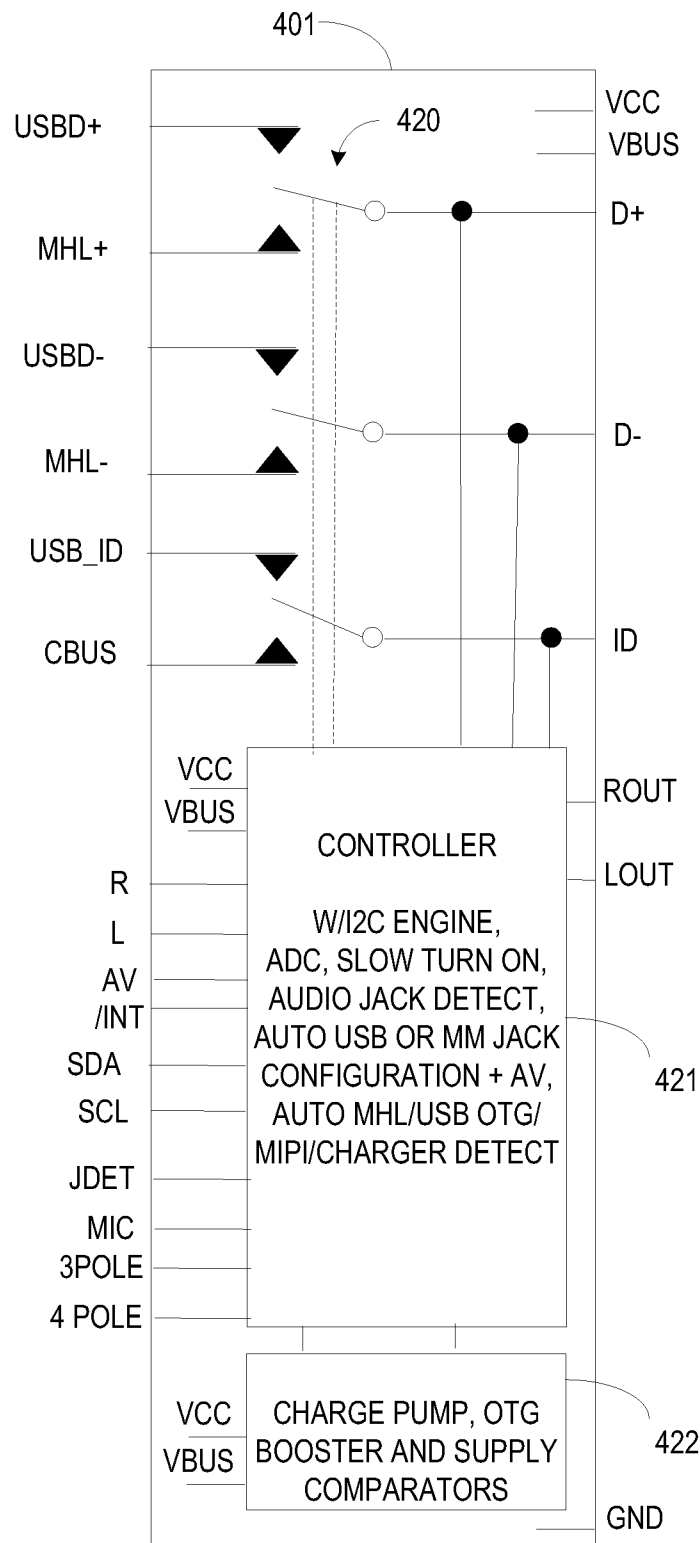 401
VCC
USBD+
420
VBUS
D+
MHL+
USBD-
D-
MHL-
USB_ID
ID
CBUS
VCC
ROUT
VBUS
CONTROLLER
LOUT
R
W/I2C ENGINE,
L
ADC, SLOW TURN ON,
AV
AUDIO JACK DETECT,
/INT
AUTO USB OR MM JACK
SDA
CONFIGURATION + AV,
421
SCL
AUTO MHL/USB OTG/
MIPI/CHARGER DETECT
JDET
MIC
3POLE
4 POLE
VCC
CHARGE PUMP, OTG
422
BOOSTER AND SUPPLY
VBUS
COMPARATORS
GND